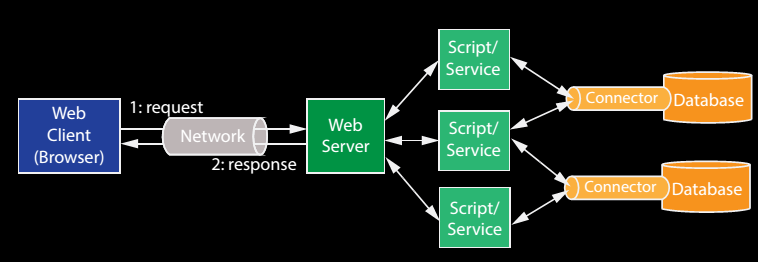 Web
Client
(Browser)
1: request
Network
2: response
Web
Server
Script/
Service
Script/
Service
Script/
Service
Connector
Database
Connector
Database